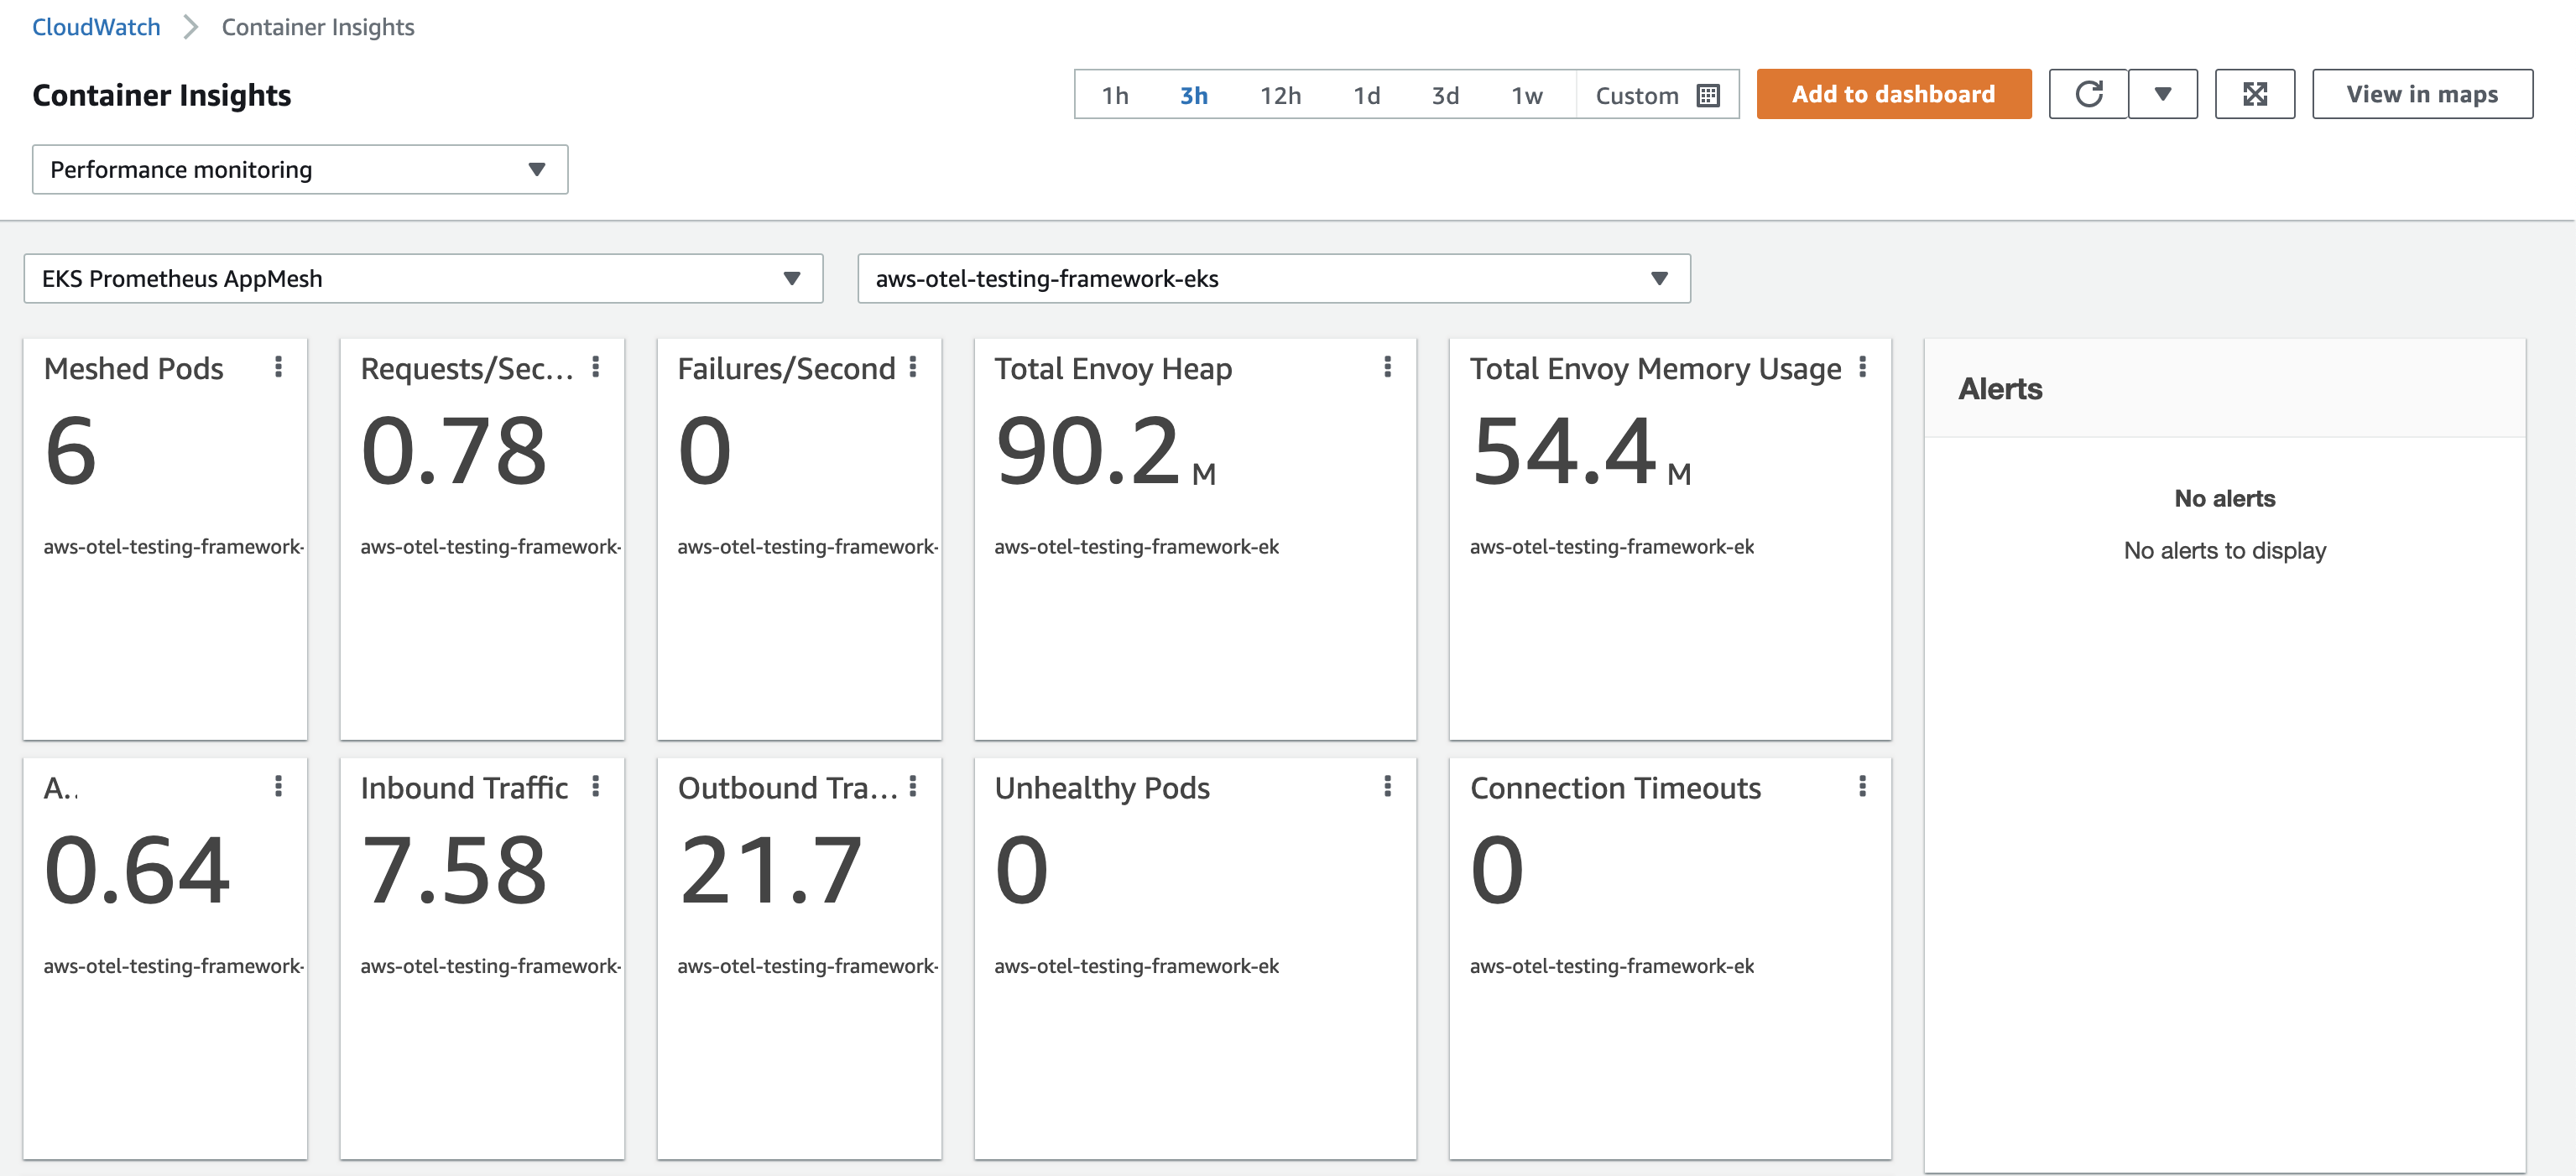 CloudWatch Container Insights
Container Insights
1h 3h 12h 1d 3d 1w Custom Add to dashboard View in maps
Performance monitoring
EKS Prometheus AppMesh aws-otel-testing-framework-eks
Meshed Pods
6
aws-otel-testing-framework-
Requests/Sec...
0.78
aws-otel-testing-framework-
Failures/Second
0
aws-otel-testing-framework-
Total Envoy Heap
90.2 M
aws-otel-testing-framework-ek
Total Envoy Memory Usage
54.4 M
aws-otel-testing-framework-ek
Alerts
No alerts
No alerts to display
A..
0.64
aws-otel-testing-framework-
Inbound Traffic
7.58
aws-otel-testing-framework-
Outbound Tra...
21.7
aws-otel-testing-framework-
Unhealthy Pods
0
aws-otel-testing-framework-ek
Connection Timeouts
0
aws-otel-testing-framework-ek